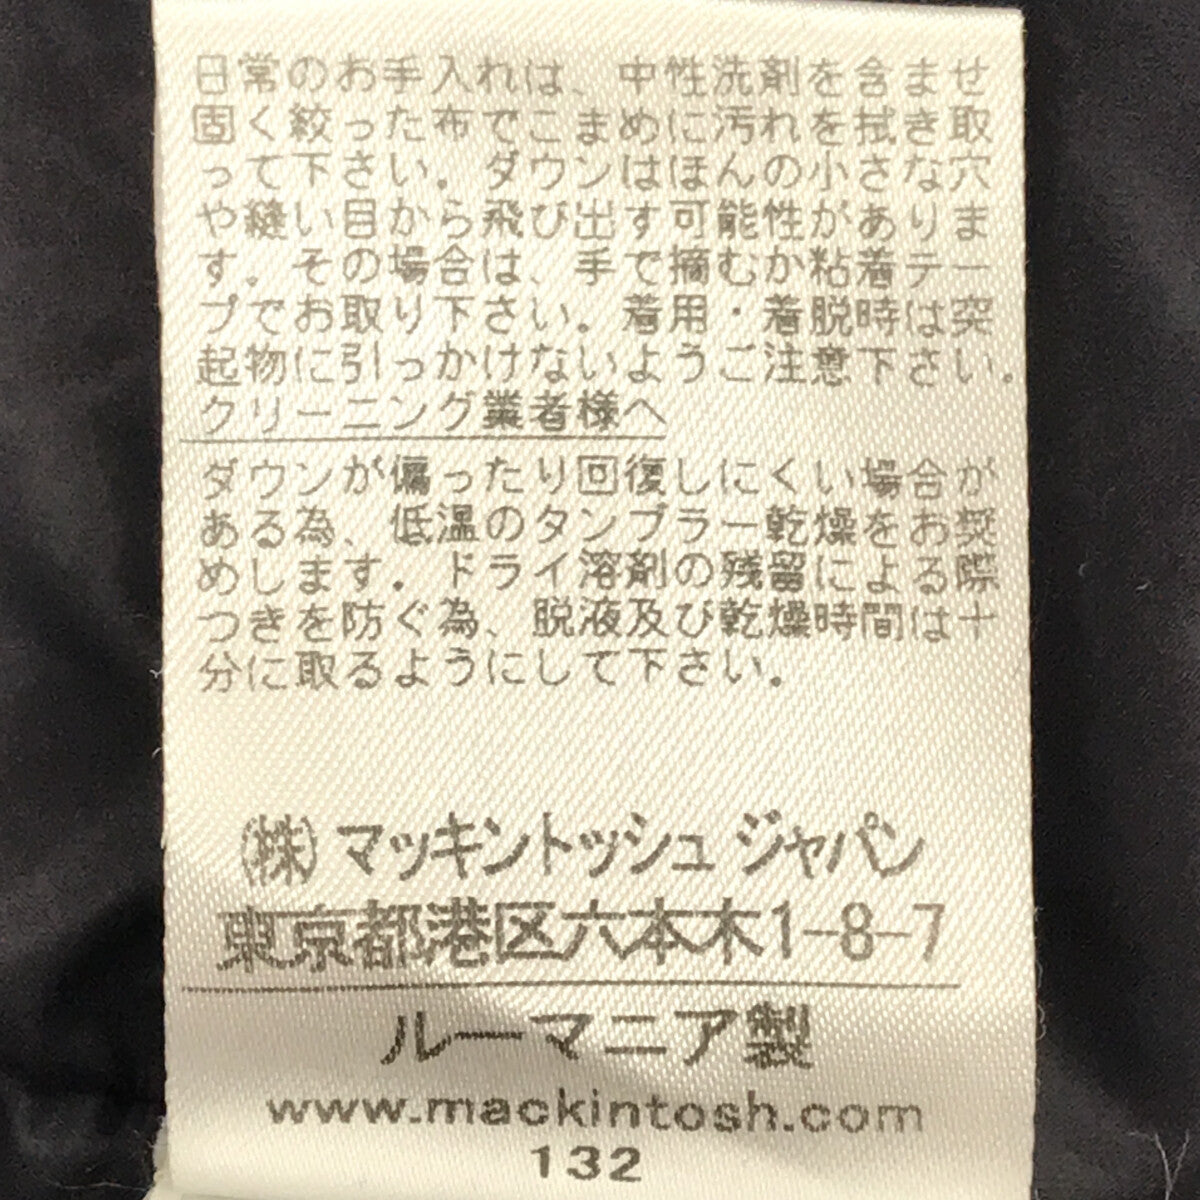 日常のお手入れは、中性洗剤を含ませ
固く絞った布でこまめに汚れを拭き取
って下さい。ダウンはほんの小さな穴
や縫い目から飛び出す可能性がありま
す。その場合は、手で摘むか粘着テー
プでお取り下さい。着用・着脱時は突
起物に引っかけないようご注意下さい。
クリーニング業者様へ
ダウンが偏ったり回復しにくい場合が
ある為、低温のタンブラー乾燥をお奨
めします。ドライ溶剤の残留による際
つきを防ぐ為、脱液及び乾燥時間は十
分に取るようにして下さい。
(株)マッキントッシュ ジャパン
東京都港区六本木1-8-7
ルーマニア製
www.mackintosh.com
132